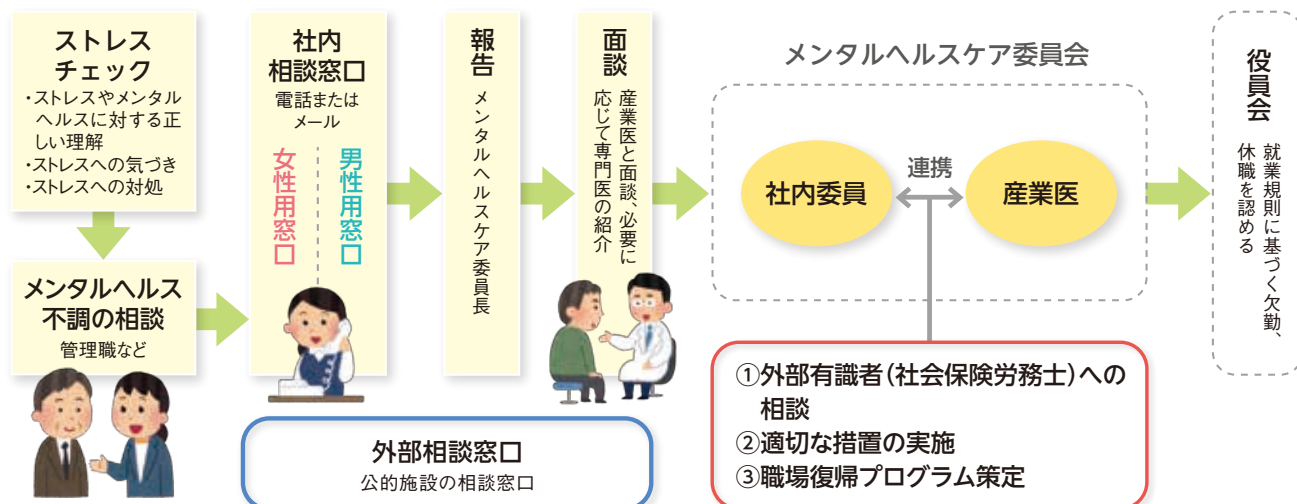 ストレス
チェック
・ストレスやメンタル
ヘルスに対する正
しい理解
・ストレスへの気づき
・ストレスへの対処
メンタルヘルス
不調の相談
管理職など
社内
相談窓口
電話または
メール
女性用窓口
男性用窓口
報告
メンタルヘルスケア委員長
面談
産業医と面談、必要に
応じて専門医の紹介
外部相談窓口
公的施設の相談窓口
メンタルヘルスケア委員会
社内委員
連携
産業医
①外部有識者(社会保険労務士)への
相談
②適切な措置の実施
③職場復帰プログラム策定
役員会
就業規則に基づく欠勤、
休職を認める